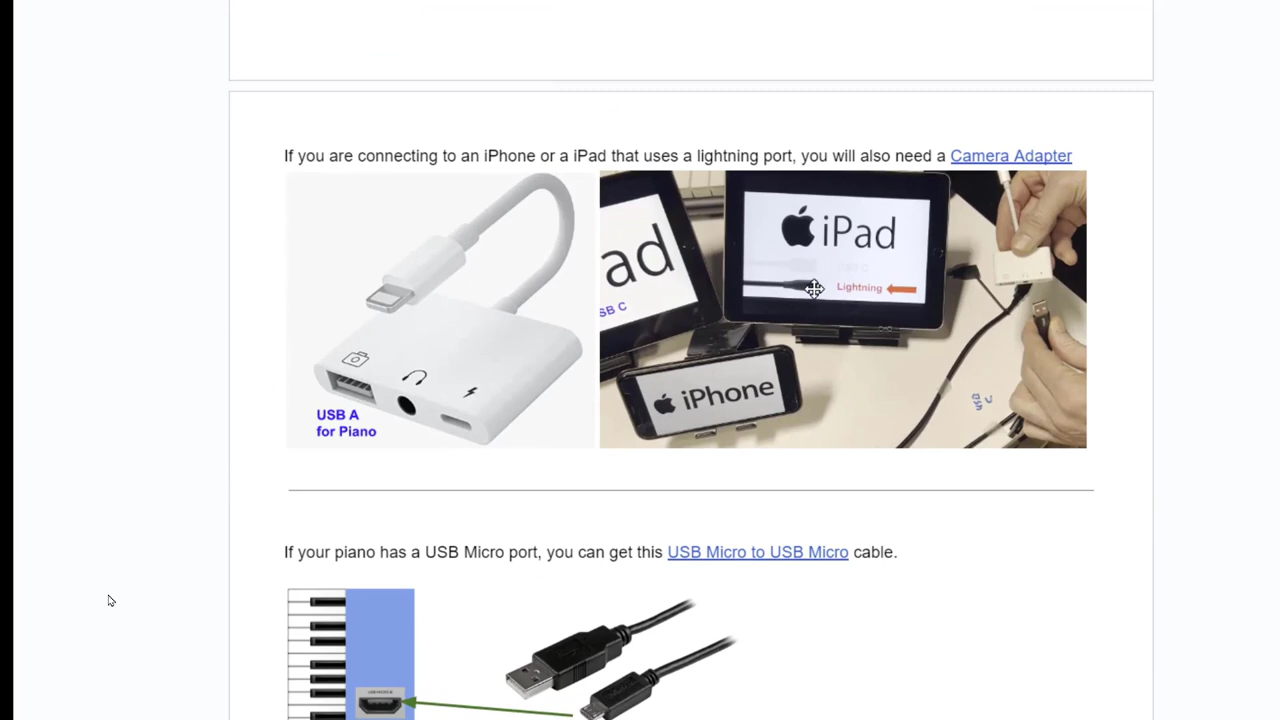 If you are connecting to an iPhone or a iPad that uses a lightning port, you will also need a Camera Adapter
ad
SB C
iPad
Lightning
iPhone
USB A
for Piano
If your piano has a USB Micro port, you can get this USB Micro to USB Micro cable.